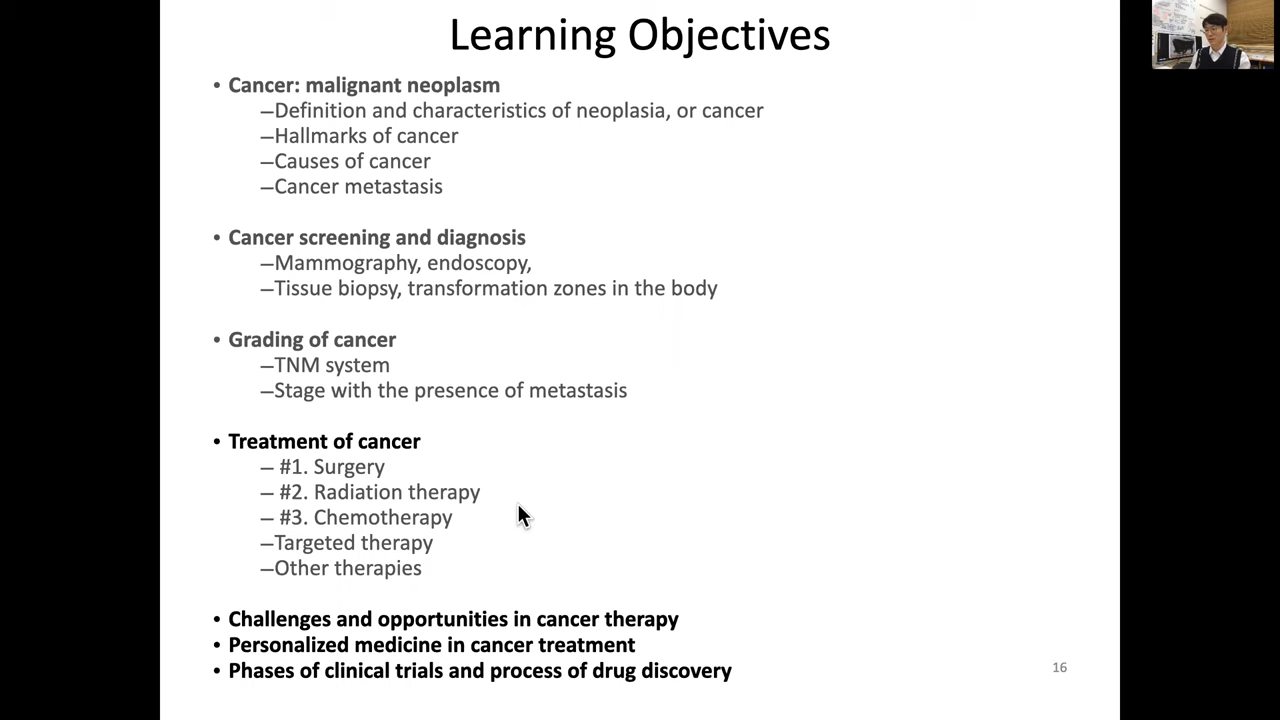 Learning Objectives
• Cancer: malignant neoplasm
–Definition and characteristics of neoplasia, or cancer
–Hallmarks of cancer
–Causes of cancer
–Cancer metastasis
• Cancer screening and diagnosis
–Mammography, endoscopy,
–Tissue biopsy, transformation zones in the body
• Grading of cancer
–TNM system
–Stage with the presence of metastasis
• Treatment of cancer
– #1. Surgery
– #2. Radiation therapy
– #3. Chemotherapy
–Targeted therapy
–Other therapies
• Challenges and opportunities in cancer therapy
• Personalized medicine in cancer treatment
• Phases of clinical trials and process of drug discovery
16